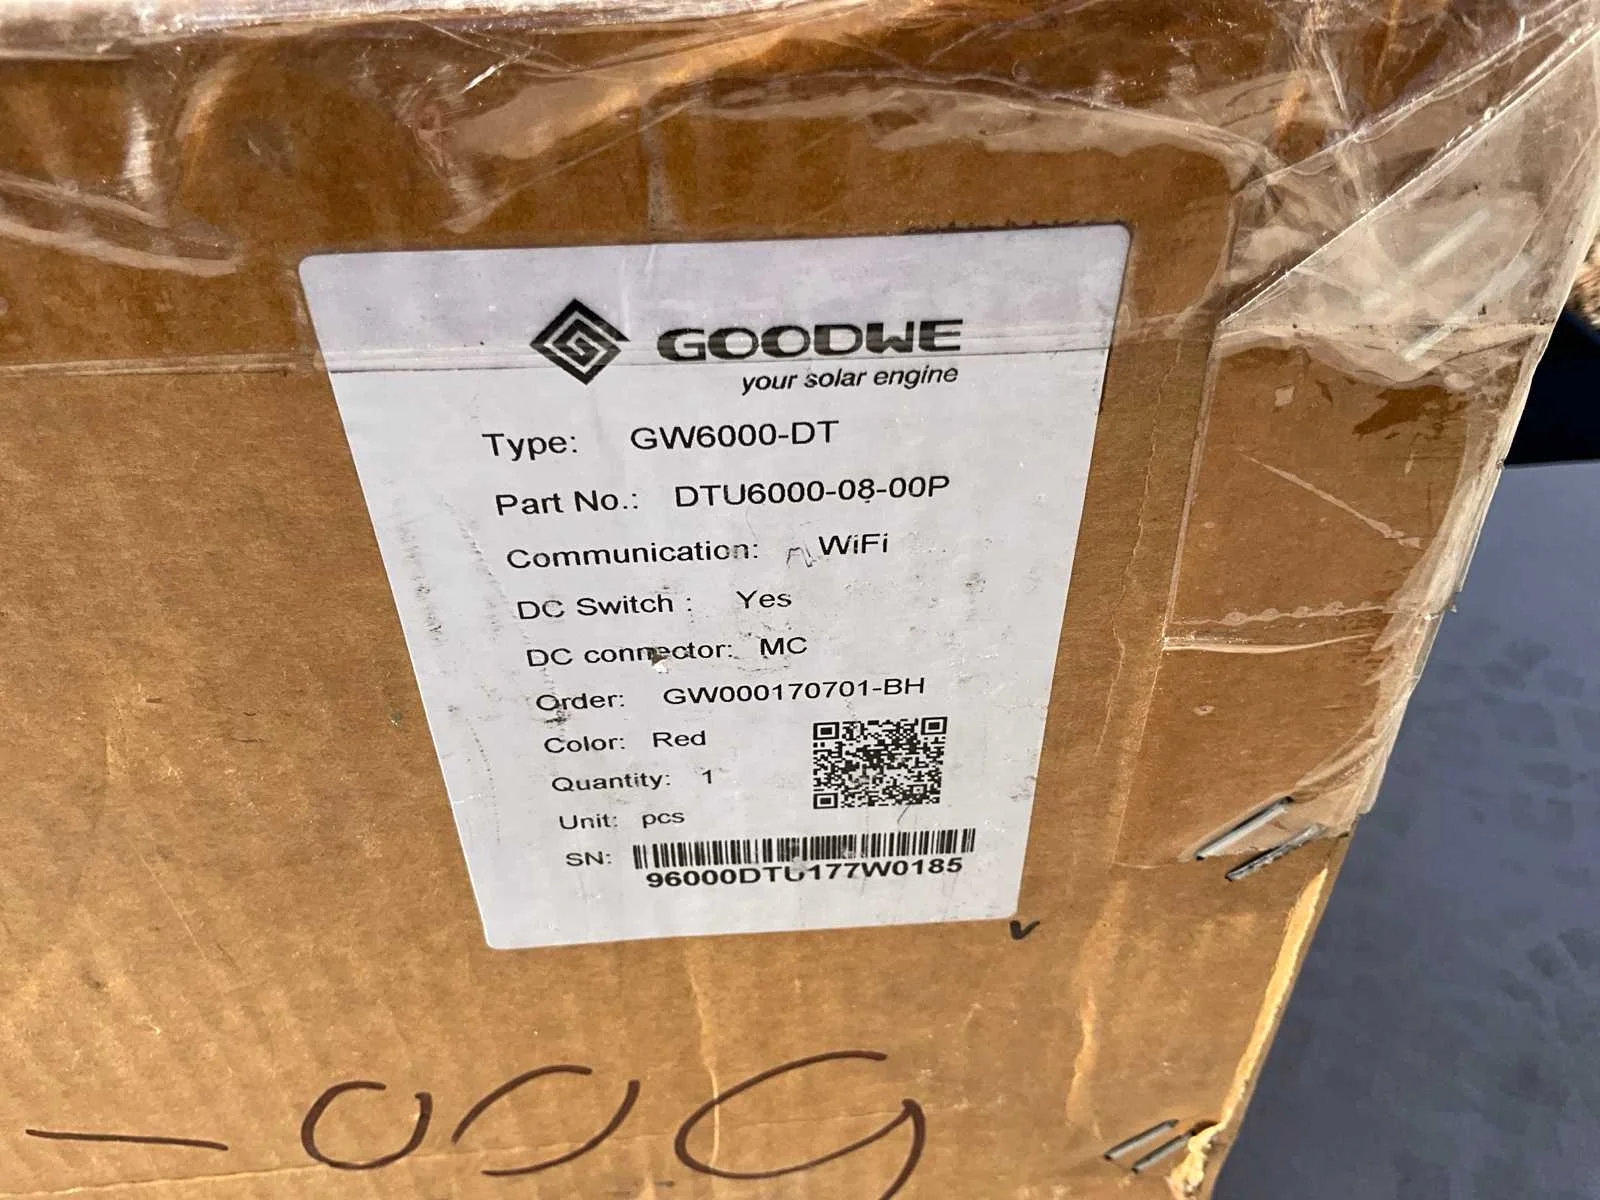 GOODWE
your solar engine
Type: GW6000-DT
Part No.: DTU6000-08-00P
Communication: WiFi
DC Switch : Yes
DC connector: MC
Order: GW000170701-BH
Color: Red
Quantity: 1
Unit: pcs
SN:
96000DTU177W0185